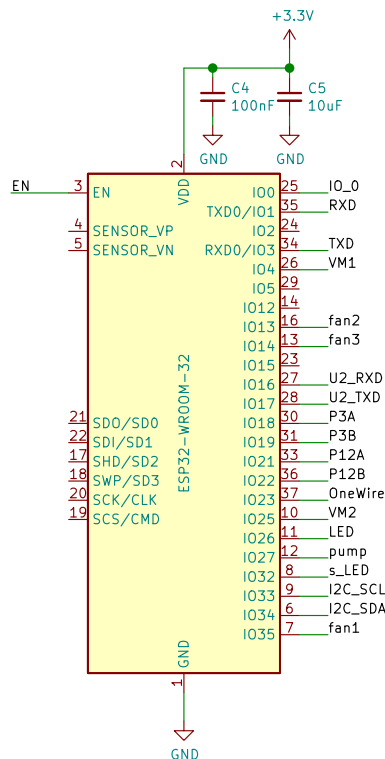 +3.3V
C4
100nF
C5
10uF
GND
GND
2
VDD
EN
3
EN
IO0
25
IO_0
TXD0/IO1
35
RXD
4
SENSOR_VP
IO2
24
5
SENSOR_VN
RXD0/IO3
34
TXD
IO4
26
VM1
IO5
29
IO12
14
IO13
16
fan2
IO14
13
fan3
IO15
23
ESP32-WROOM-32
IO16
27
U2_RXD
IO17
28
U2_TXD
21
SDO/SD0
IO18
30
P3A
22
SDI/SD1
IO19
31
P3B
17
SHD/SD2
IO21
33
P12A
18
SWP/SD3
IO22
36
P12B
20
SCK/CLK
IO23
37
OneWire
19
SCS/CMD
IO25
10
VM2
IO26
11
LED
IO27
12
pump
IO32
8
s_LED
IO33
9
I2C_SCL
IO34
6
I2C_SDA
IO35
7
fan1
GND
1
GND